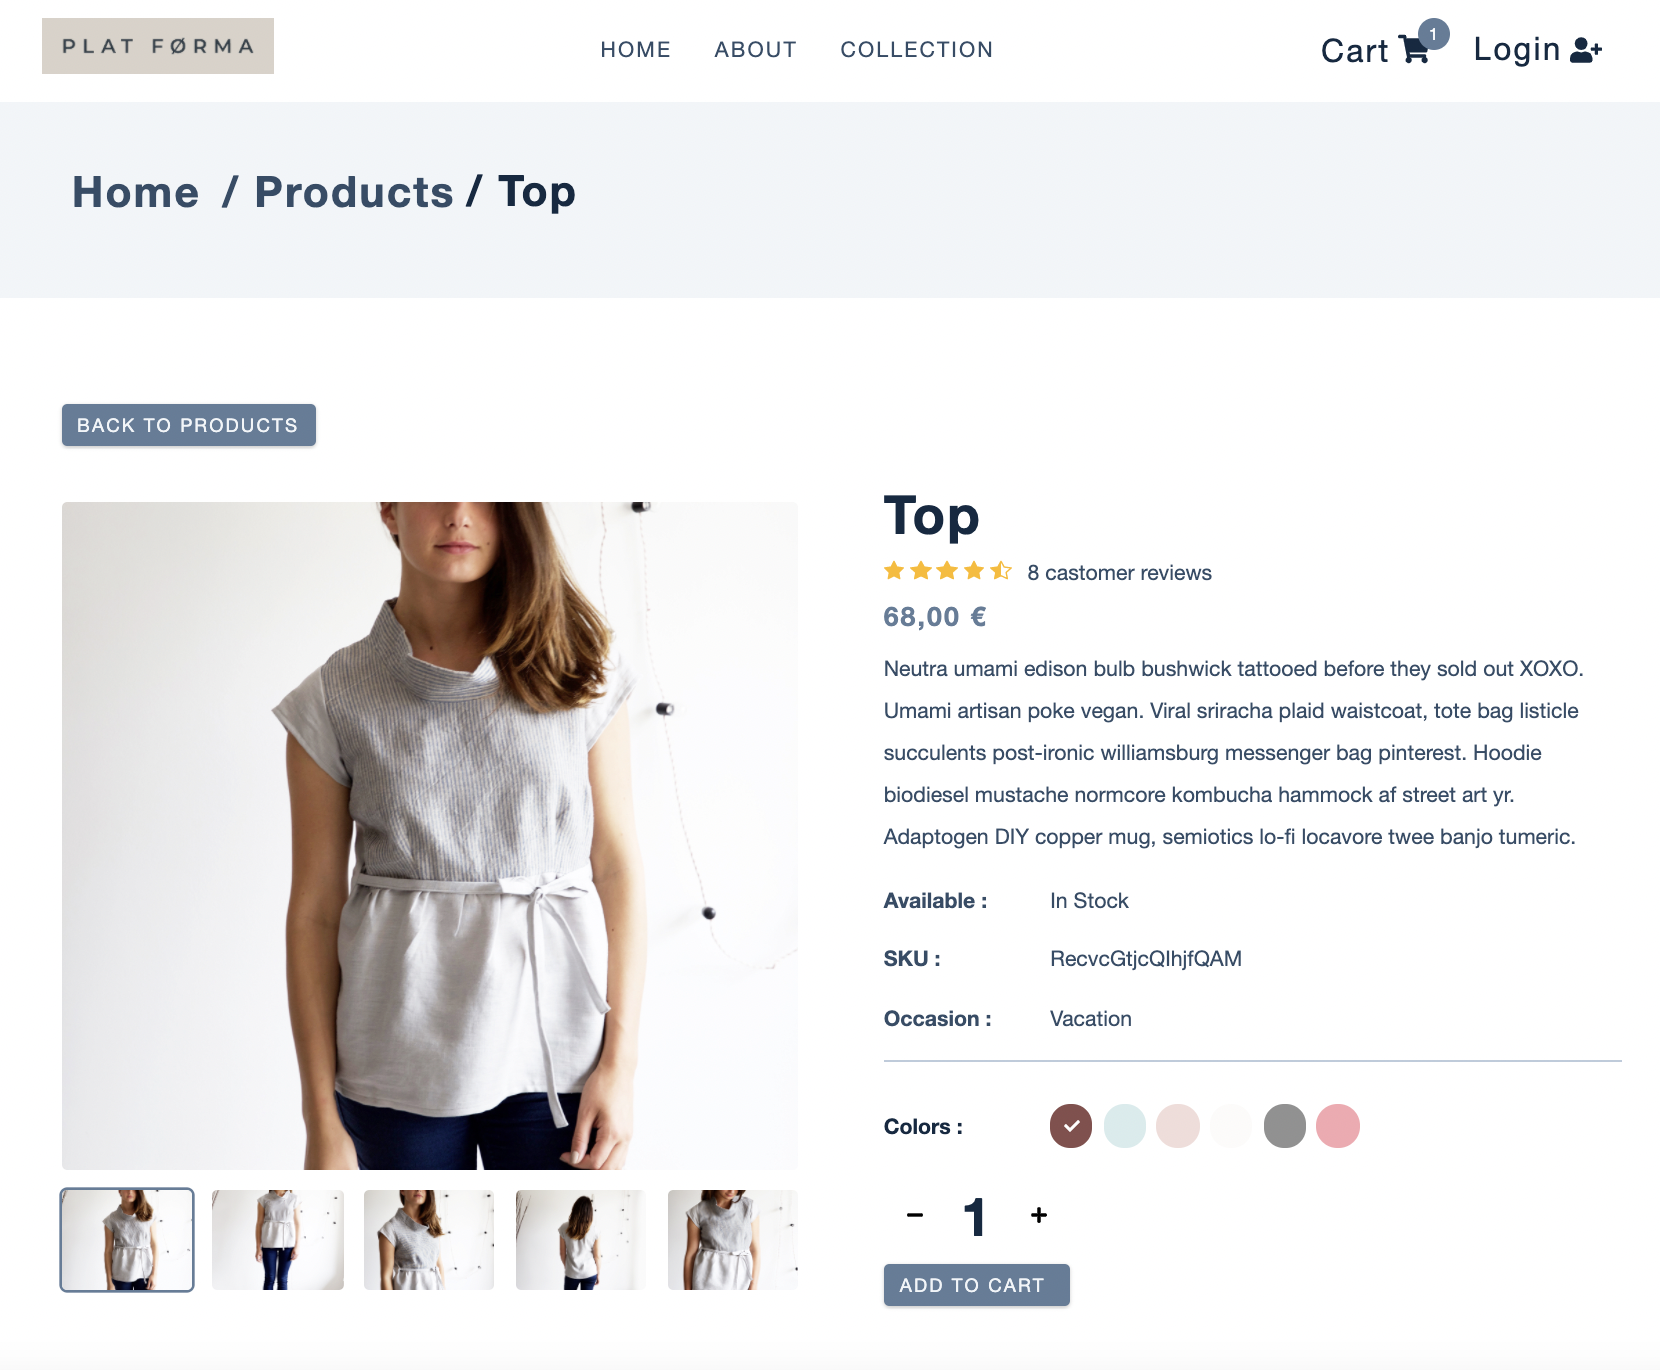 PLAT FØRMA
HOME ABOUT COLLECTION
Cart 1 Login
Home / Products / Top
BACK TO PRODUCTS
Top
8 castomer reviews
68,00 €
Neutra umami edison bulb bushwick tattooed before they sold out XOXO.
Umami artisan poke vegan. Viral sriracha plaid waistcoat, tote bag listicle
succulents post-ironic williamsburg messenger bag pinterest. Hoodie
biodiesel mustache normcore kombucha hammock af street art yr.
Adaptogen DIY copper mug, semiotics lo-fi locavore twee banjo tumeric.
Available : In Stock
SKU : RecvcGtjcQIhjfQAM
Occasion : Vacation
Colors :
− 1 +
ADD TO CART